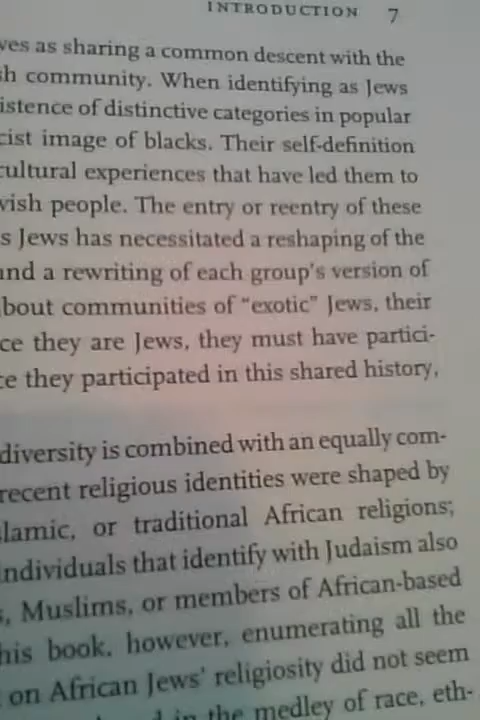 INTRODUCTION 7
ves as sharing a common descent with the
sh community. When identifying as Jews
istence of distinctive categories in popular
cist image of blacks. Their self-definition
cultural experiences that have led them to
vish people. The entry or reentry of these
s Jews has necessitated a reshaping of the
and a rewriting of each group's version of
bout communities of "exotic" Jews, their
ce they are Jews, they must have partici-
ce they participated in this shared history,
diversity is combined with an equally com-
recent religious identities were shaped by
slamic, or traditional African religions;
individuals that identify with Judaism also
s, Muslims, or members of African-based
his book, however, enumerating all the
on African Jews' religiosity did not seem
in the medley of race, eth-